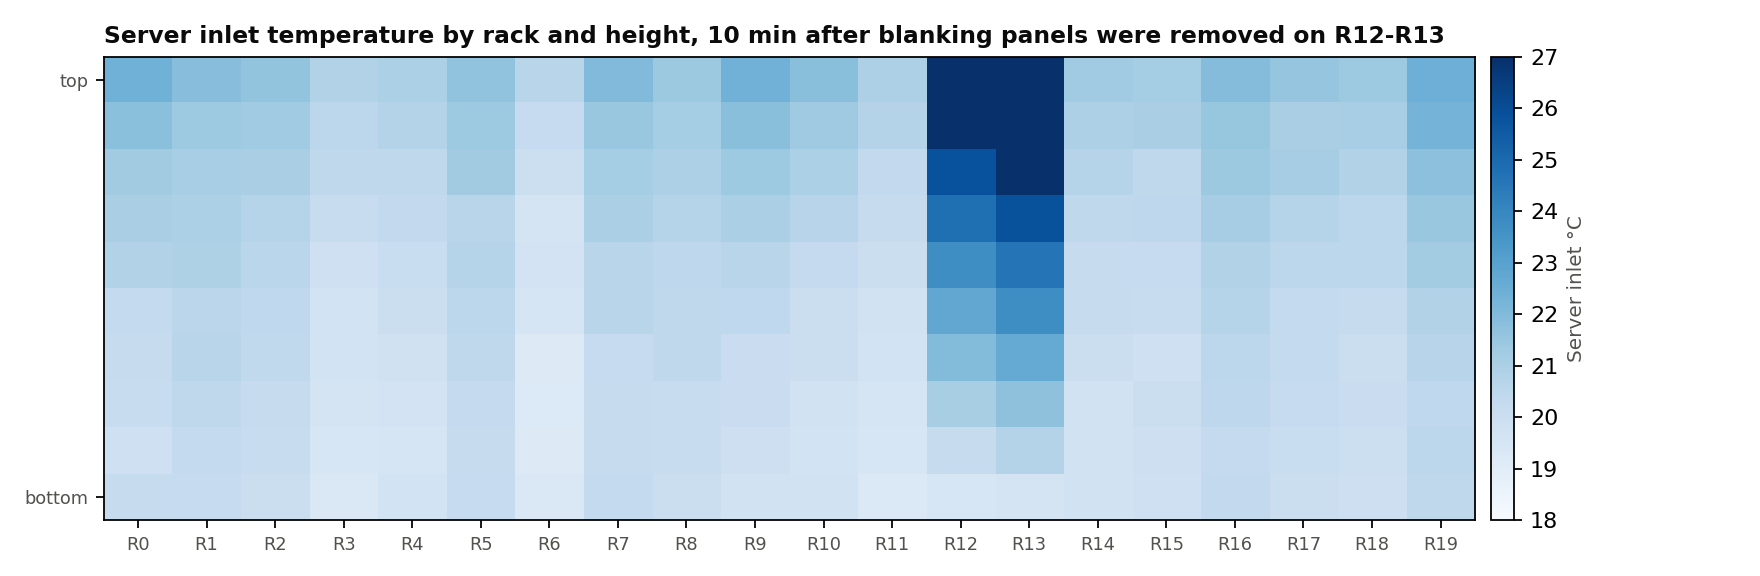 Server inlet temperature by rack and height, 10 min after blanking panels were removed on R12-R13
top
bottom
R0 R1 R2 R3 R4 R5 R6 R7 R8 R9 R10 R11 R12 R13 R14 R15 R16 R17 R18 R19
27
26
25
24
23
22
21
20
19
18
Server inlet °C